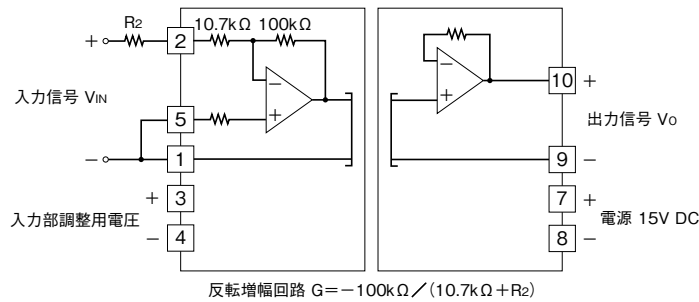 R2
10.7kΩ 100kΩ
+ 2
入力信号 VIN
− +
5
− 1
+ 3
入力部調整用電圧
− 4
− +
10 +
出力信号 VO
9 −
7 +
電源 15V DC
8 −
反転増幅回路 G=−100kΩ/(10.7kΩ+R2)